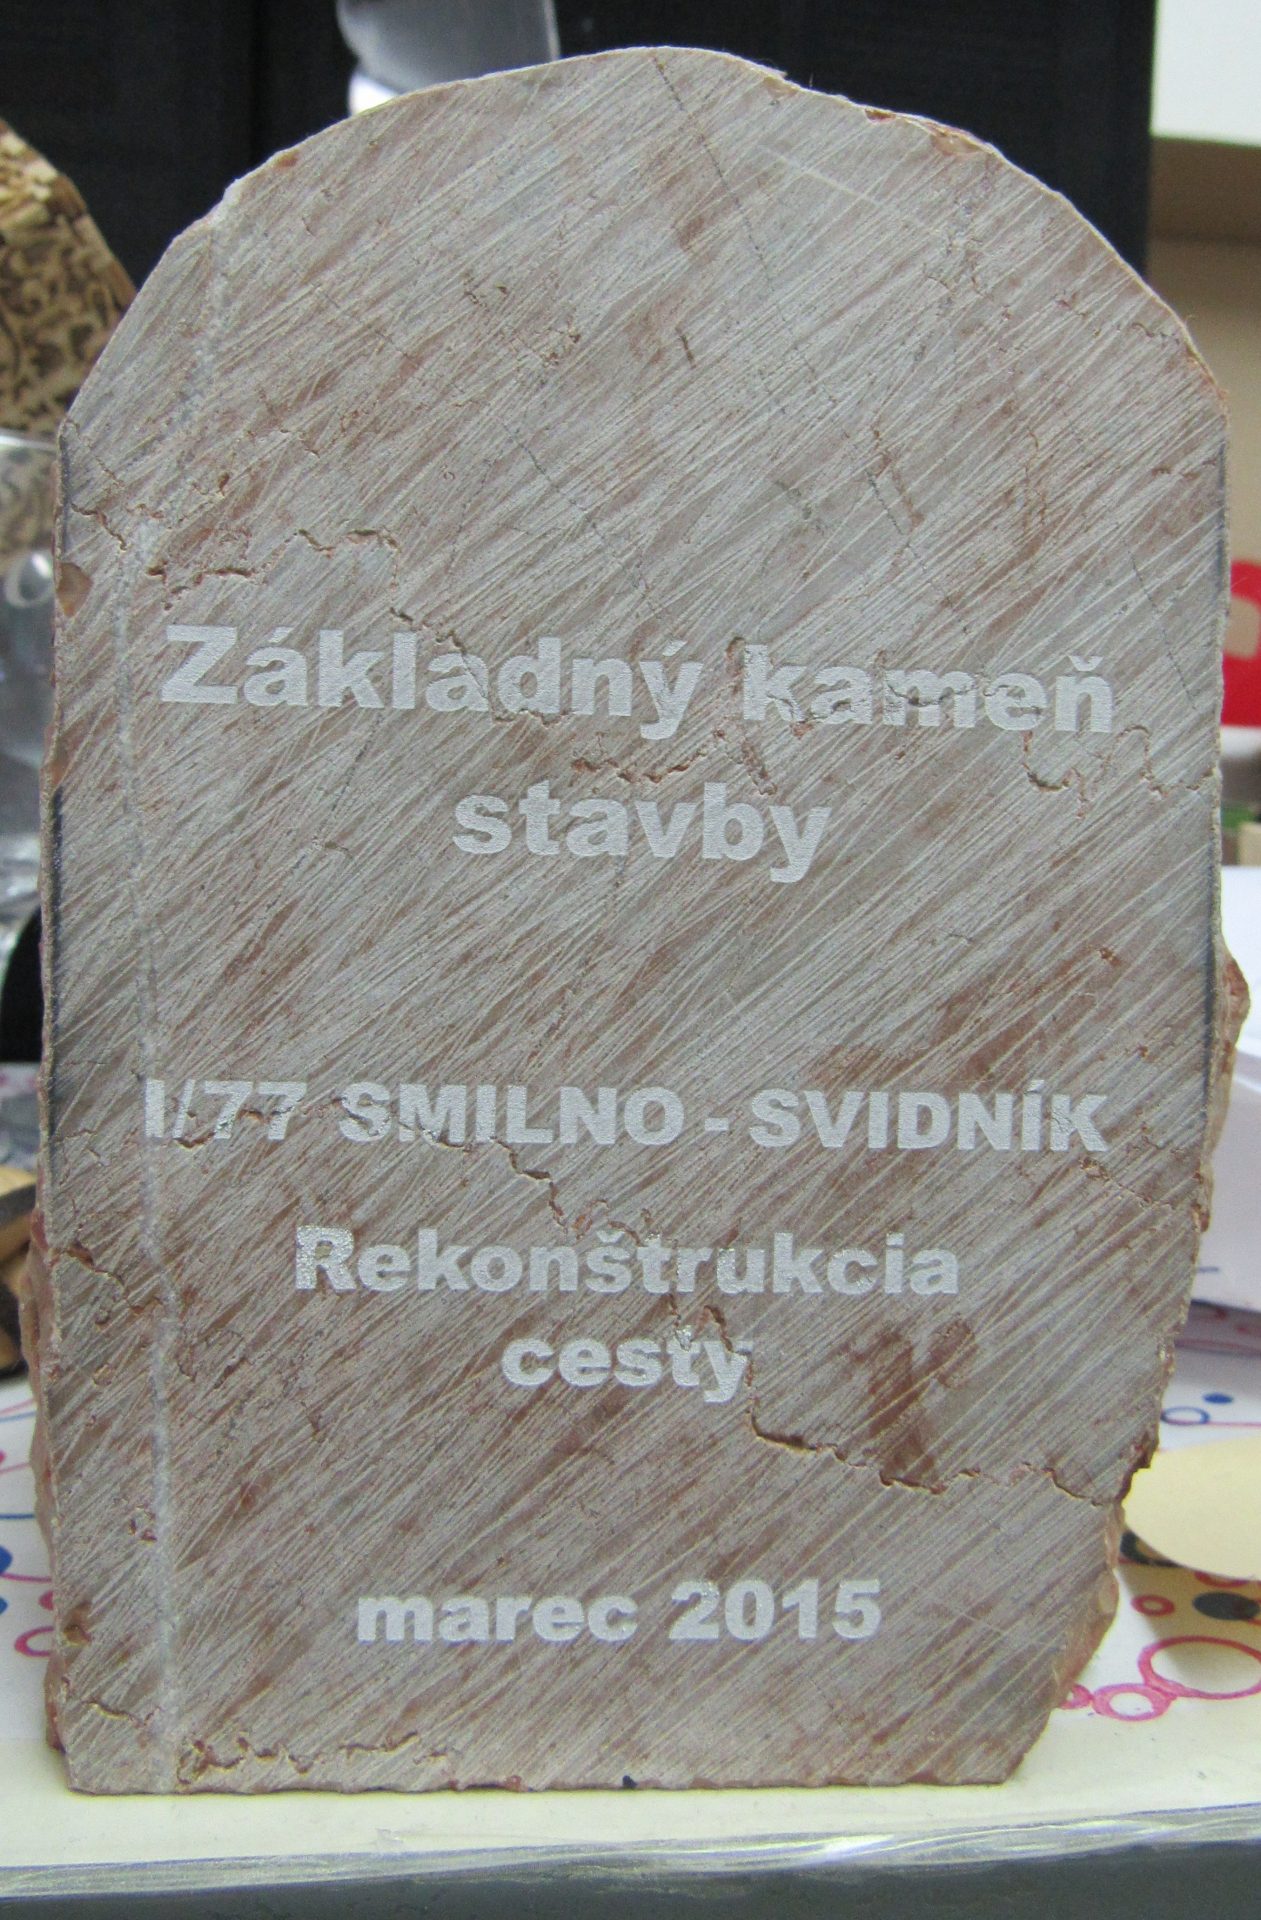 Základný kameň
stavby
I/77 SMILNO - SVIDNÍK
Rekonštrukcia
cesty
marec 2015